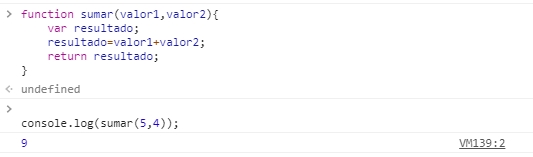 > function sumar(valor1,valor2){
    var resultado;
    resultado=valor1+valor2;
    return resultado;
}
undefined
>
console.log(sumar(5,4));
9 VM139:2